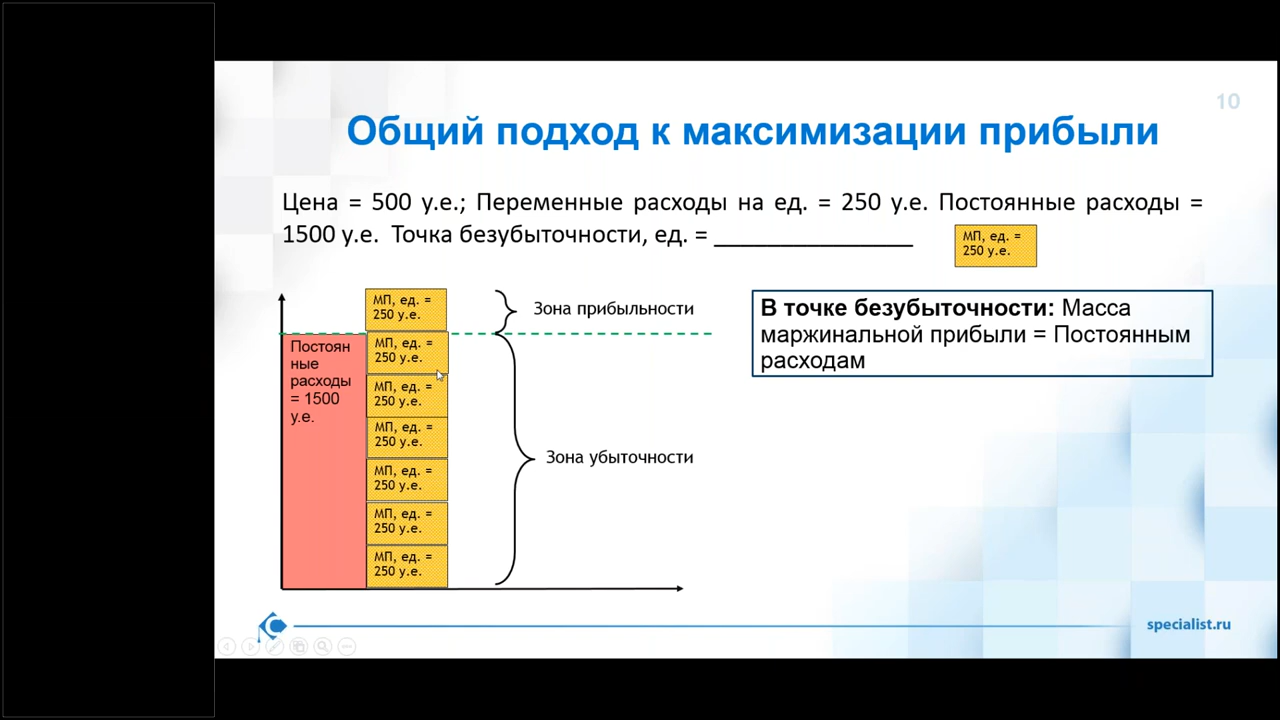 10
Общий подход к максимизации прибыли
Цена = 500 у.е.; Переменные расходы на ед. = 250 у.е. Постоянные расходы =
1500 у.е. Точка безубыточности, ед. = ________________
МП, ед. =
250 у.е.
МП, ед. =
250 у.е.
Зона прибыльности
В точке безубыточности: Масса
маржинальной прибыли = Постоянным
расходам
Постоян
ные
расходы
= 1500
у.е.
МП, ед. =
250 у.е.
МП, ед. =
250 у.е.
МП, ед. =
250 у.е.
Зона убыточности
МП, ед. =
250 у.е.
МП, ед. =
250 у.е.
МП, ед. =
250 у.е.
specialist.ru